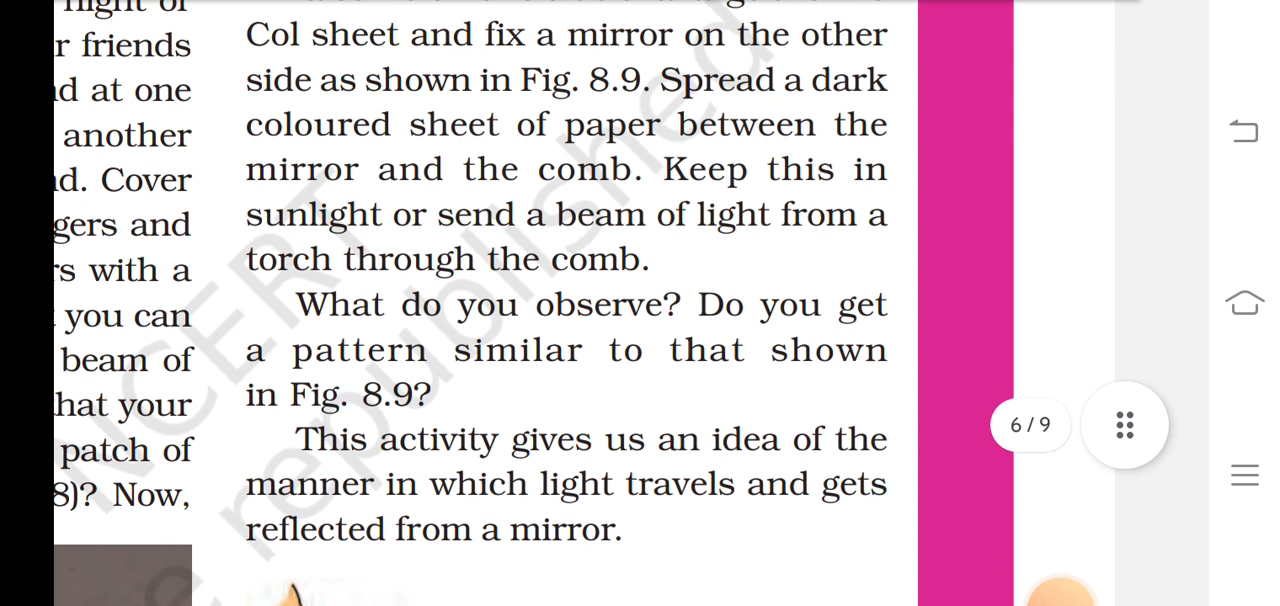 r friends
d at one
another
d. Cover
gers and
rs with a
you can
beam of
hat your
patch of
8)? Now,
Col sheet and fix a mirror on the other
side as shown in Fig. 8.9. Spread a dark
coloured sheet of paper between the
mirror and the comb. Keep this in
sunlight or send a beam of light from a
torch through the comb.
What do you observe? Do you get
a pattern similar to that shown
in Fig. 8.9?
This activity gives us an idea of the
manner in which light travels and gets
reflected from a mirror.
NCERT
republished
6 / 9